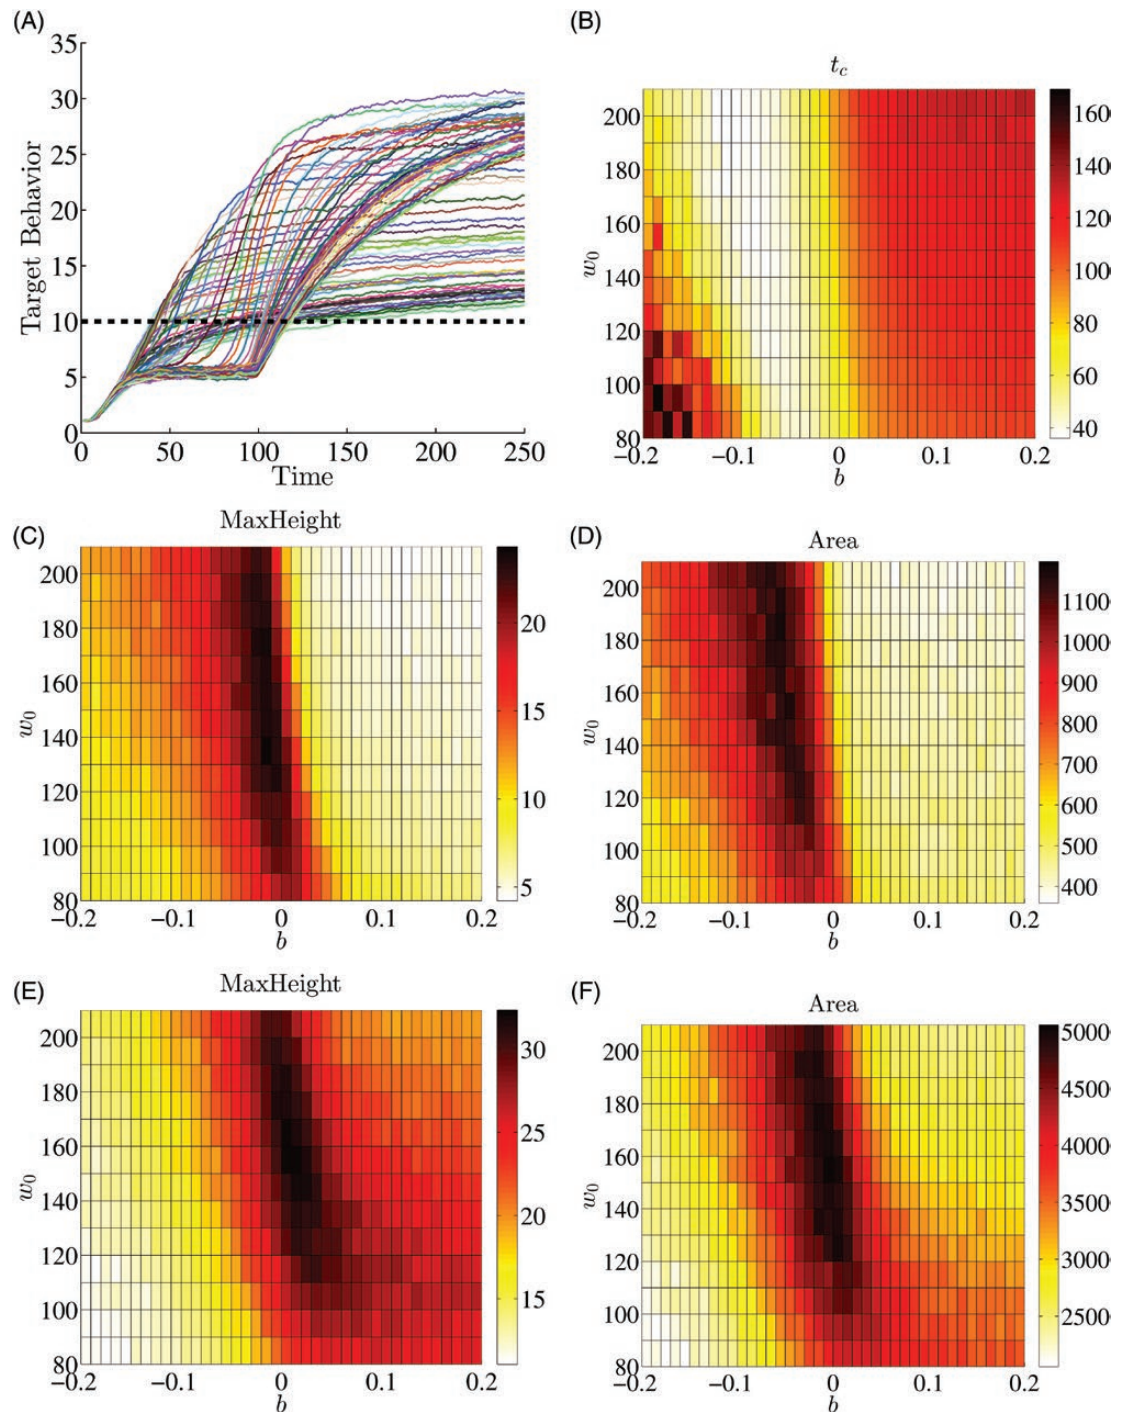 (A)
35
30
25
20
15
10
5
0
Target Behavior
0 50 100 150 200 250
Time
(B)
t_c
200
180
160
140
120
100
80
w_0
-0.2 -0.1 0 0.1 0.2
b
160
140
120
100
80
60
40
(C)
MaxHeight
200
180
160
140
120
100
80
w_0
−0.2 −0.1 0 0.1 0.2
b
20
15
10
5
(D)
Area
200
180
160
140
120
100
80
w_0
−0.2 −0.1 0 0.1 0.2
b
1100
1000
900
800
700
600
500
400
(E)
MaxHeight
200
180
160
140
120
100
80
w_0
−0.2 −0.1 0 0.1 0.2
b
30
25
20
15
(F)
Area
200
180
160
140
120
100
80
w_0
−0.2 −0.1 0 0.1 0.2
b
5000
4500
4000
3500
3000
2500